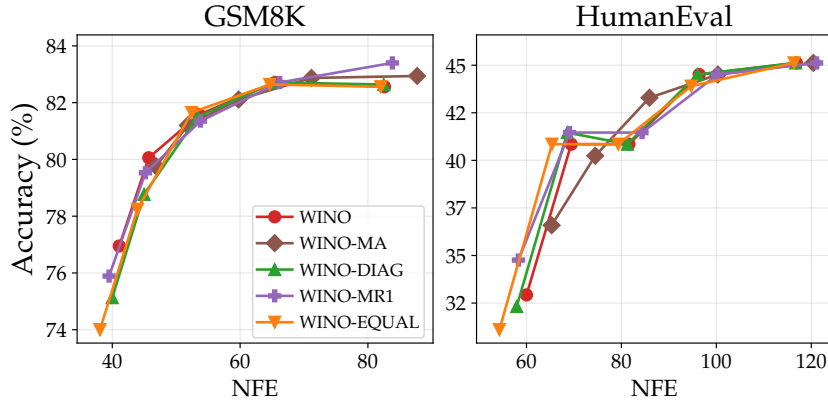 GSM8K
HumanEval
Accuracy (%)
84
82
80
78
76
74
40
60
80
NFE
WINO
WINO-MA
WINO-DIAG
WINO-MR1
WINO-EQUAL
45
42
40
37
35
32
60
80
100
120
NFE